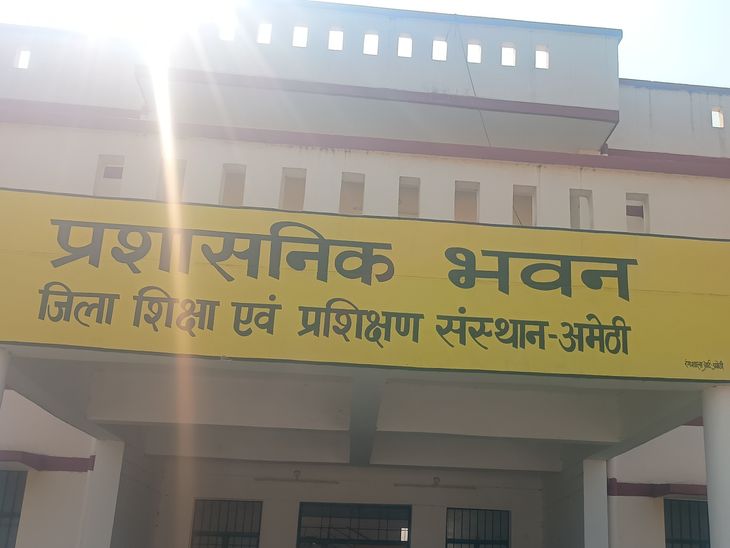 प्रशासनिक भवन
जिला शिक्षा एवं प्रशिक्षण संस्थान-अमेठी